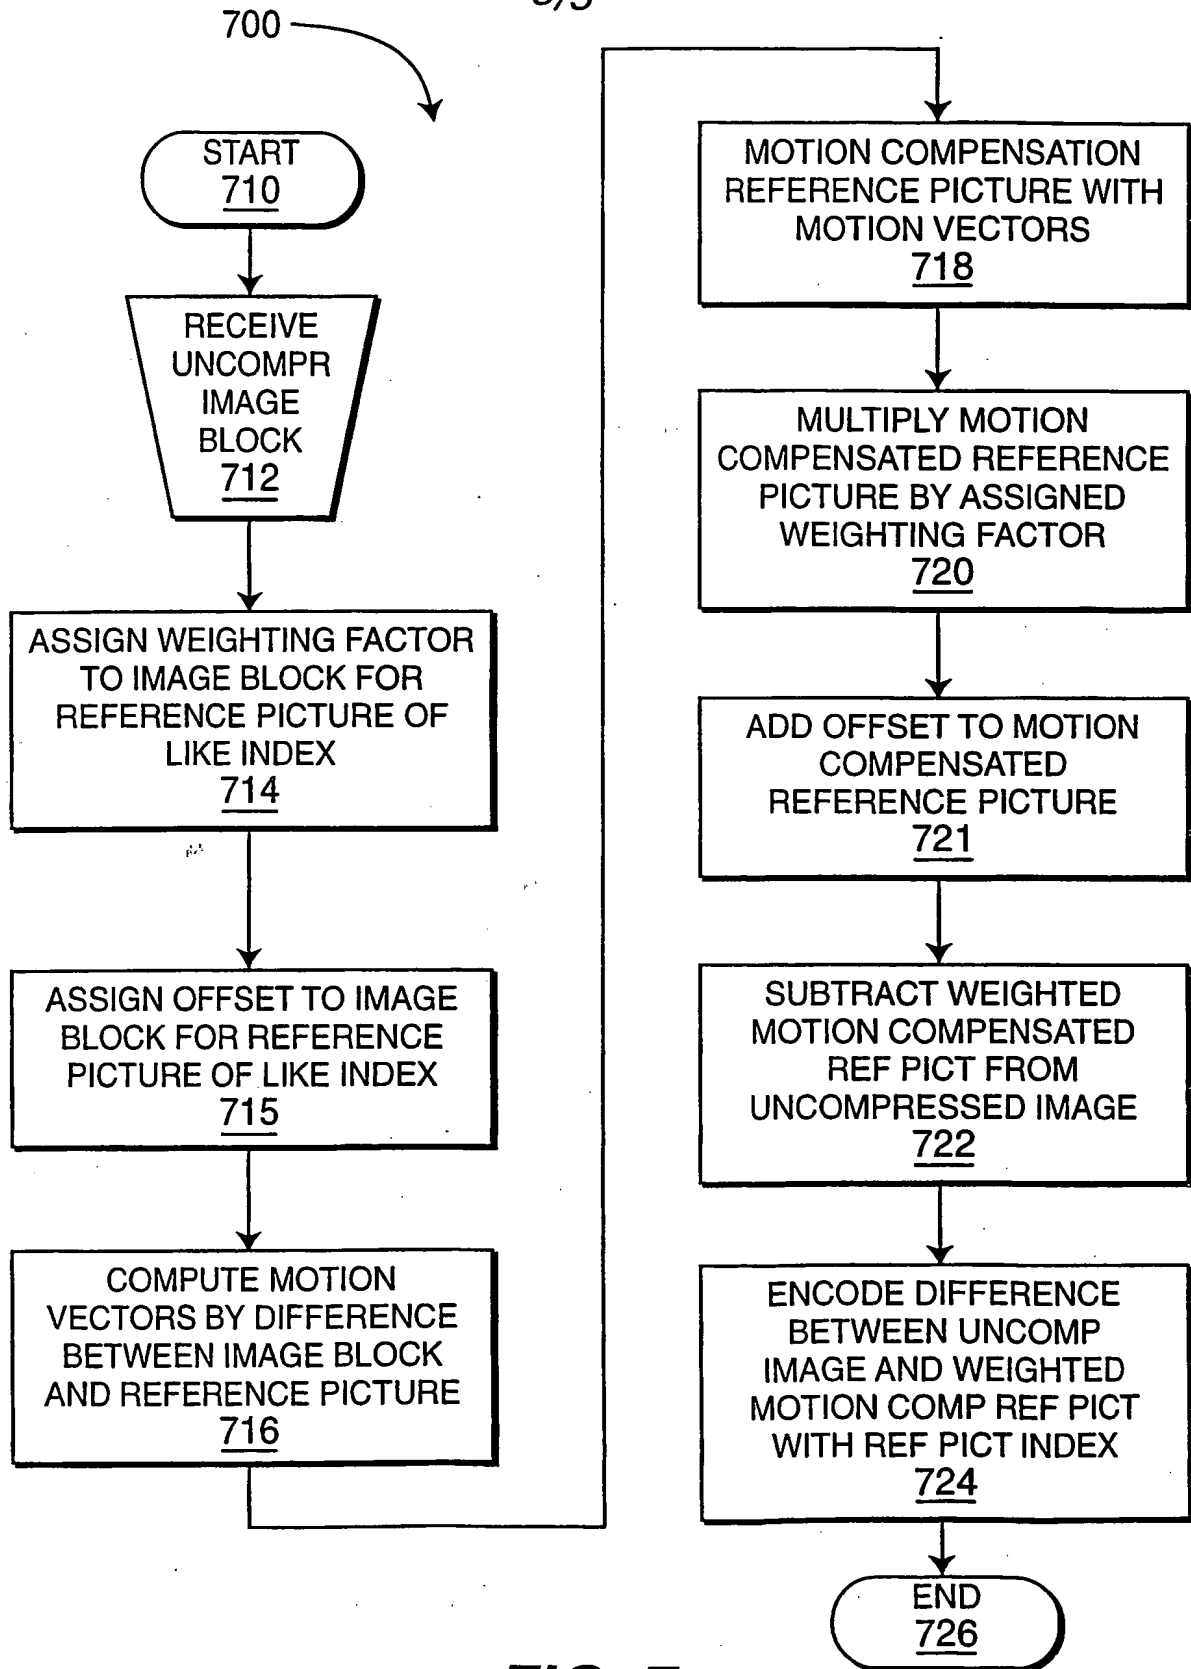 700
START
710
RECEIVE
UNCOMPR
IMAGE
BLOCK
712
ASSIGN WEIGHTING FACTOR
TO IMAGE BLOCK FOR
REFERENCE PICTURE OF
LIKE INDEX
714
ASSIGN OFFSET TO IMAGE
BLOCK FOR REFERENCE
PICTURE OF LIKE INDEX
715
COMPUTE MOTION
VECTORS BY DIFFERENCE
BETWEEN IMAGE BLOCK
AND REFERENCE PICTURE
716
MOTION COMPENSATION
REFERENCE PICTURE WITH
MOTION VECTORS
718
MULTIPLY MOTION
COMPENSATED REFERENCE
PICTURE BY ASSIGNED
WEIGHTING FACTOR
720
ADD OFFSET TO MOTION
COMPENSATED
REFERENCE PICTURE
721
SUBTRACT WEIGHTED
MOTION COMPENSATED
REF PICT FROM
UNCOMPRESSED IMAGE
722
ENCODE DIFFERENCE
BETWEEN UNCOMP
IMAGE AND WEIGHTED
MOTION COMP REF PICT
WITH REF PICT INDEX
724
END
726